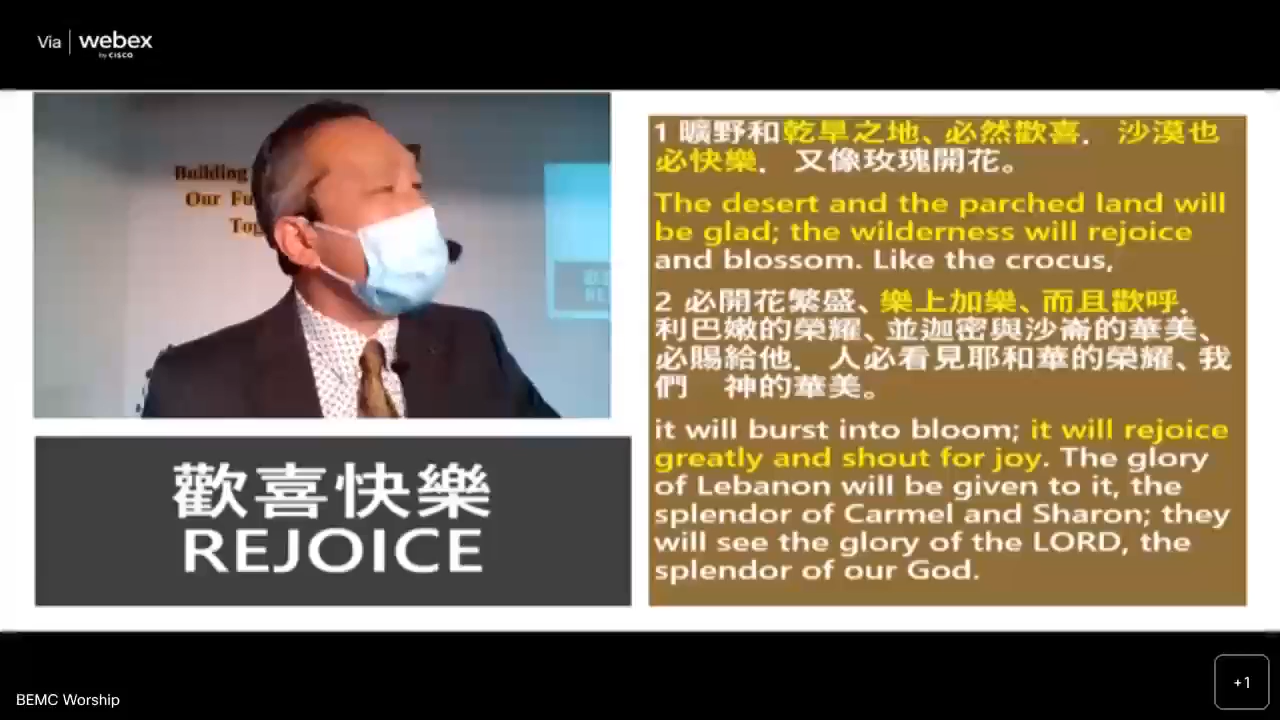 Via
webex
by CISCO
Building
Our Fu
Tog
1 曠野和乾旱之地、必然歡喜．沙漠也
必快樂．又像玫瑰開花。
The desert and the parched land will
be glad; the wilderness will rejoice
and blossom. Like the crocus,
2 必開花繁盛、樂上加樂、而且歡呼．
利巴嫩的榮耀、並迦密與沙崙的華美、
必賜給他．人必看見耶和華的榮耀、我
們　神的華美。
it will burst into bloom; it will rejoice
greatly and shout for joy. The glory
of Lebanon will be given to it, the
splendor of Carmel and Sharon; they
will see the glory of the LORD, the
splendor of our God.
歡喜快樂
REJOICE
BEMC Worship
+1